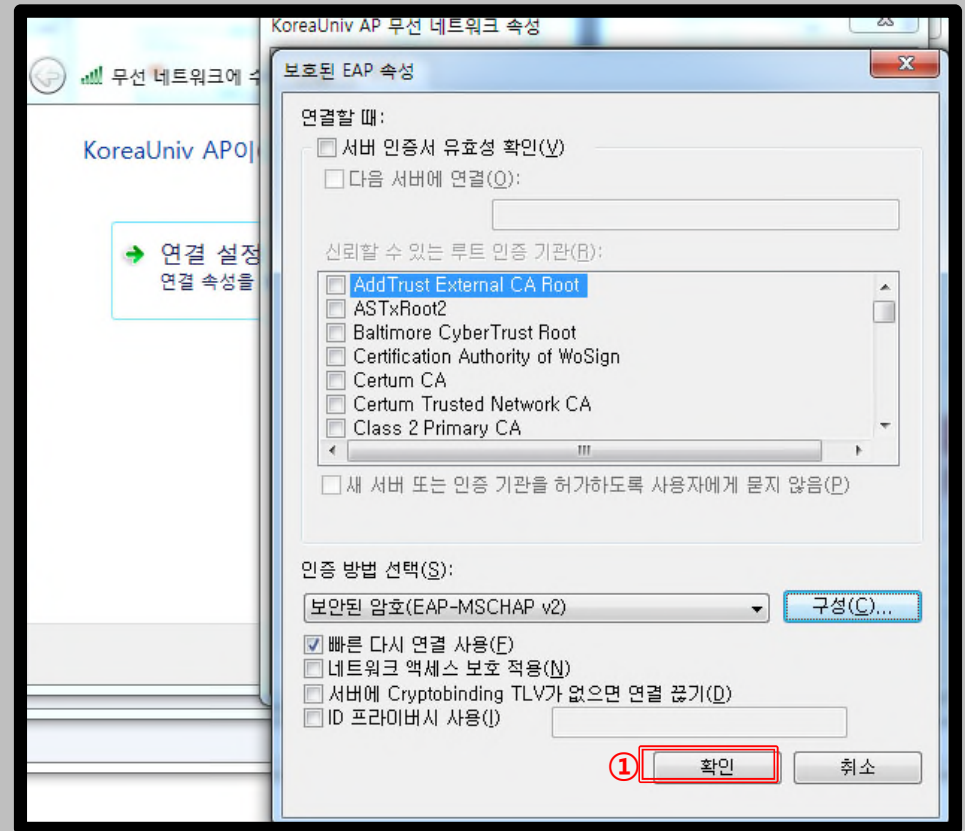 KoreaUniv AP 무선 네트워크 속성
무선 네트워크에 수
보호된 EAP 속성
KoreaUniv AP이
연결 설정
연결 속성을
연결할 때:
서버 인증서 유효성 확인(V)
다음 서버에 연결(O):
신뢰할 수 있는 루트 인증 기관(R):
AddTrust External CA Root
ASTxRoot2
Baltimore CyberTrust Root
Certification Authority of WoSign
Certum CA
Certum Trusted Network CA
Class 2 Primary CA
새 서버 또는 인증 기관을 허가하도록 사용자에게 묻지 않음(P)
인증 방법 선택(S):
보안된 암호(EAP-MSCHAP v2)
구성(C)...
빠른 다시 연결 사용(F)
네트워크 액세스 보호 적용(N)
서버에 Cryptobinding TLV가 없으면 연결 끊기(D)
ID 프라이버시 사용(I)
① 확인
취소